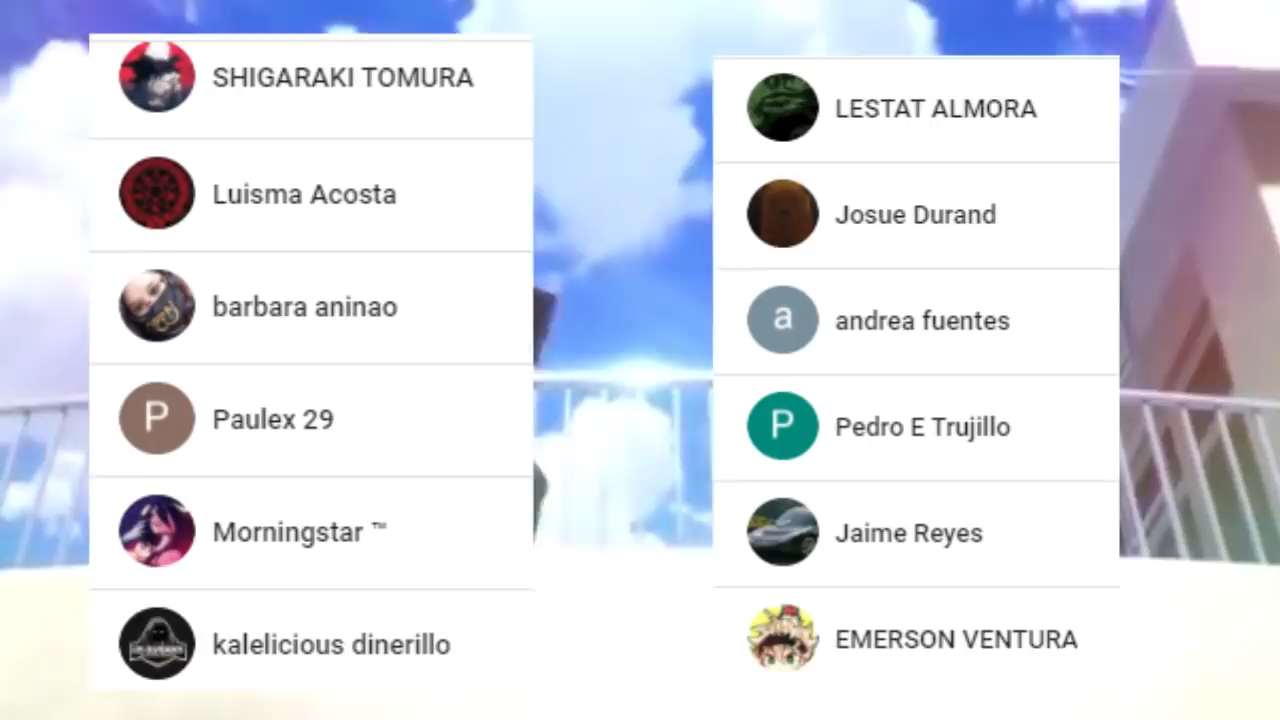 SHIGARAKI TOMURA
Luisma Acosta
barbara aninao
P
Paulex 29
Morningstar ™
kalelicious dinerillo
LESTAT ALMORA
Josue Durand
a
andrea fuentes
P
Pedro E Trujillo
Jaime Reyes
EMERSON VENTURA